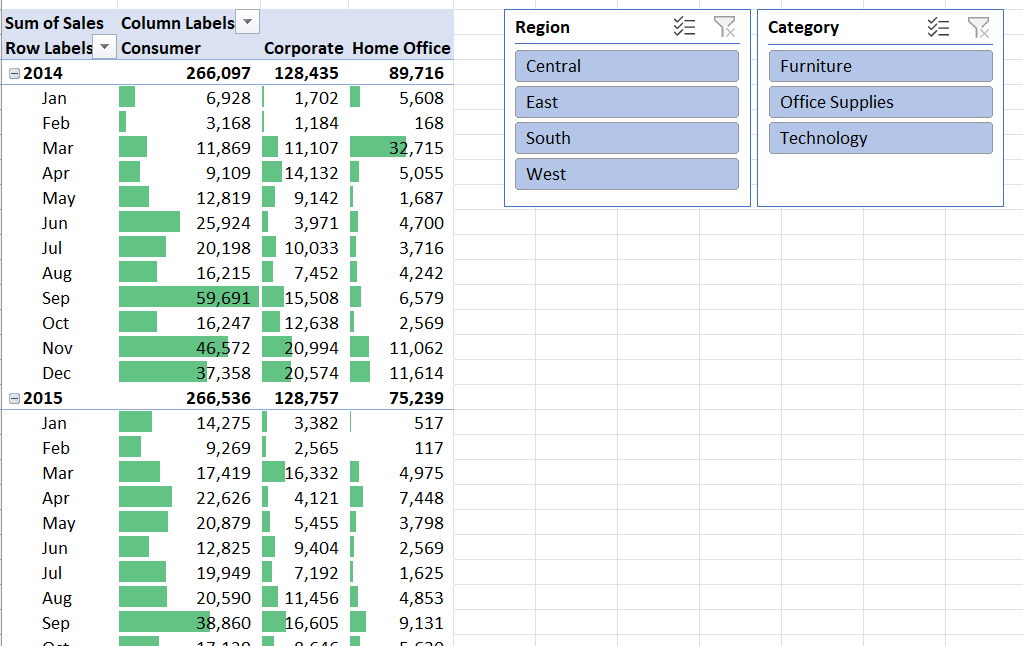 Sum of Sales Column Labels
Row Labels Consumer Corporate Home Office
2014 266,097 128,435 89,716
Jan 6,928 1,702 5,608
Feb 3,168 1,184 168
Mar 11,869 11,107 32,715
Apr 9,109 14,132 5,055
May 12,819 9,142 1,687
Jun 25,924 3,971 4,700
Jul 20,198 10,033 3,716
Aug 16,215 7,452 4,242
Sep 59,691 15,508 6,579
Oct 16,247 12,638 2,569
Nov 46,572 20,994 11,062
Dec 37,358 20,574 11,614
2015 266,536 128,757 75,239
Jan 14,275 3,382 517
Feb 9,269 2,565 117
Mar 17,419 16,332 4,975
Apr 22,626 4,121 7,448
May 20,879 5,455 3,798
Jun 12,825 9,404 2,569
Jul 19,949 7,192 1,625
Aug 20,590 11,456 4,853
Sep 38,860 16,605 9,131
Region
Central
East
South
West
Category
Furniture
Office Supplies
Technology